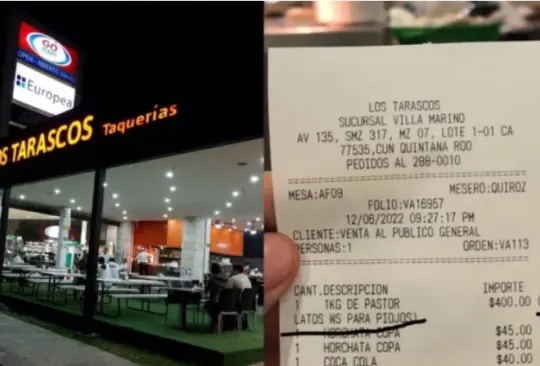 GO
OPEN - ABIERTO 24hrs
Europea
OS TARASCOS Taquerías
LOS TARASCOS
SUCURSAL VILLA MARINO
AV 135, SMZ 317, MZ 07, LOTE 1-01 CA
77535,CUN QUINTANA ROO
PEDIDOS AL 288-0010
MESA:AF09 MESERO:QUIROZ
FOLIO:VA16957
12/06/2022 09:27:17 PM
CLIENTE:VENTA AL PUBLICO GENERAL
PERSONAS:1 ORDEN:VA113
CANT.DESCRIPCION IMPORTE
1 1KG DE PASTOR $400.00
LATOS WS PARA PIOJOS)
1 HORCHATA COPA $45.00
1 HORCHATA COPA $45.00
1 COCA COLA $40.00